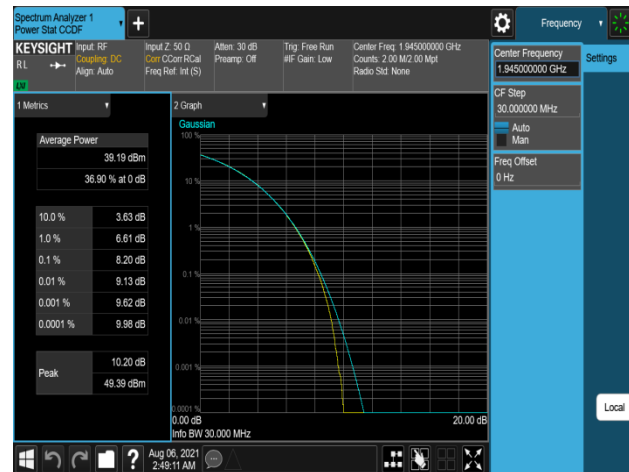 Spectrum Analyzer 1
Power Stat CCDF
Frequency
KEYSIGHT
RL
LXI
Input: RF
Coupling: DC
Align: Auto
Input Z: 50 Ω
Corr CCorr RCal
Freq Ref: Int (S)
Atten: 30 dB
Preamp: Off
Trig: Free Run
#IF Gain: Low
Center Freq: 1.945000000 GHz
Counts: 2.00 M/2.00 Mpt
Radio Std: None
Center Frequency
1.945000000 GHz
Settings
CF Step
30.000000 MHz
Auto
Man
Freq Offset
0 Hz
Local
1 Metrics
Average Power
39.19 dBm
36.90 % at 0 dB
10.0 % 3.63 dB
1.0 % 6.61 dB
0.1 % 8.20 dB
0.01 % 9.13 dB
0.001 % 9.62 dB
0.0001 % 9.98 dB
Peak
10.20 dB
49.39 dBm
2 Graph
Gaussian
100 %
10 %
1 %
0.1 %
0.01 %
0.001 %
0.0001 %
0.00 dB 20.00 dB
Info BW 30.000 MHz
?
Aug 06, 2021
2:49:11 AM